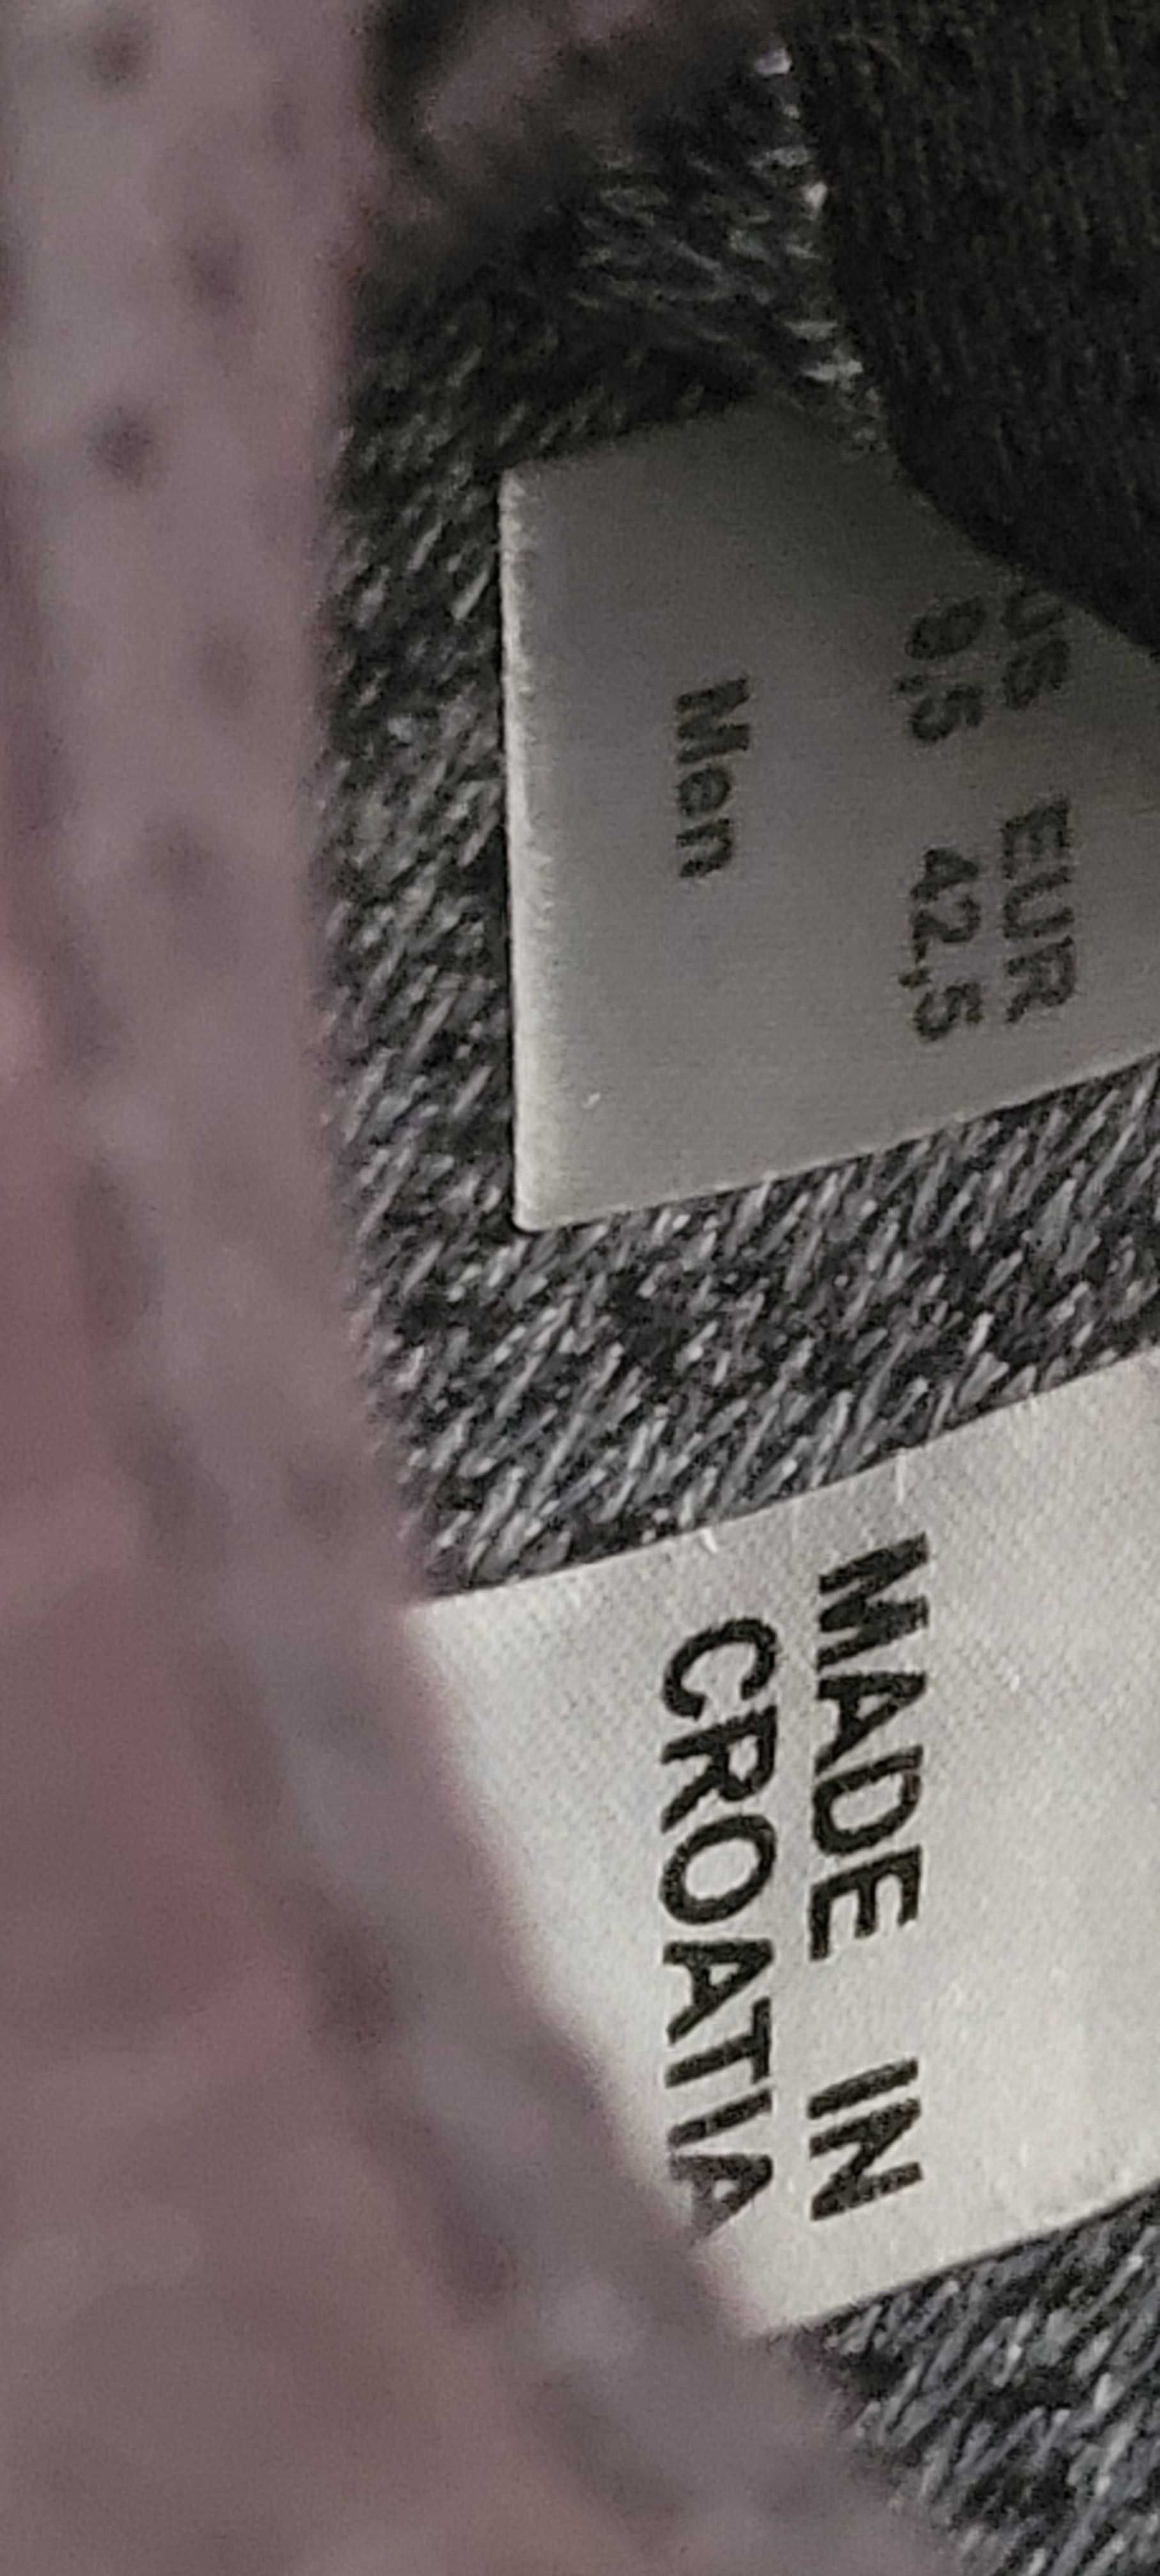 US EUR
9,5 42,5
Men
MADE IN
CROATIA